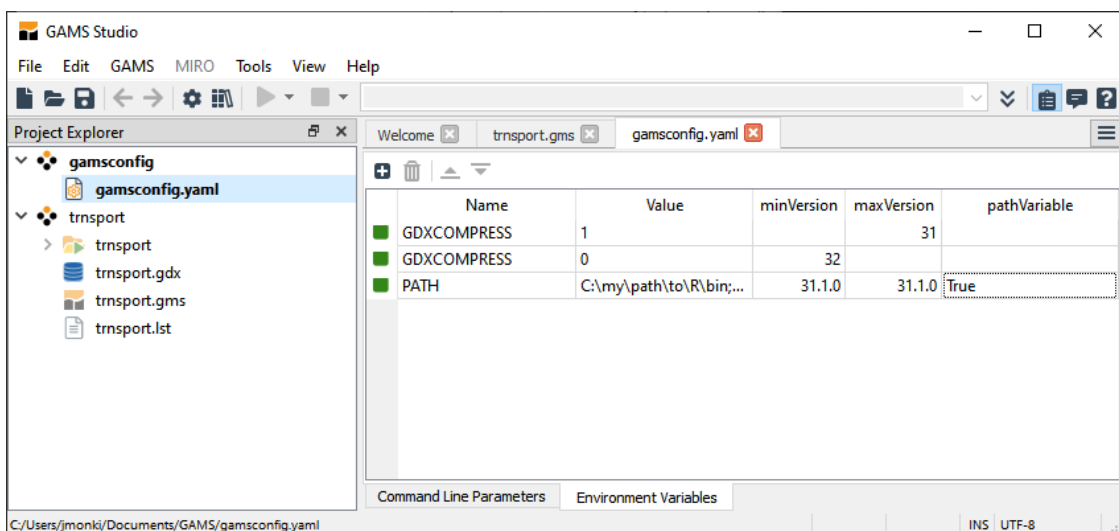 GAMS Studio
File Edit GAMS MIRO Tools View Help
Project Explorer
Welcome trnsport.gms gamsconfig.yaml
gamsconfig
gamsconfig.yaml
trnsport
trnsport
trnsport.gdx
trnsport.gms
trnsport.lst
Name Value minVersion maxVersion pathVariable
GDXCOMPRESS 1 31
GDXCOMPRESS 0 32
PATH C:\my\path\to\R\bin;... 31.1.0 31.1.0 True
Command Line Parameters Environment Variables
C:/Users/jmonki/Documents/GAMS/gamsconfig.yaml INS UTF-8